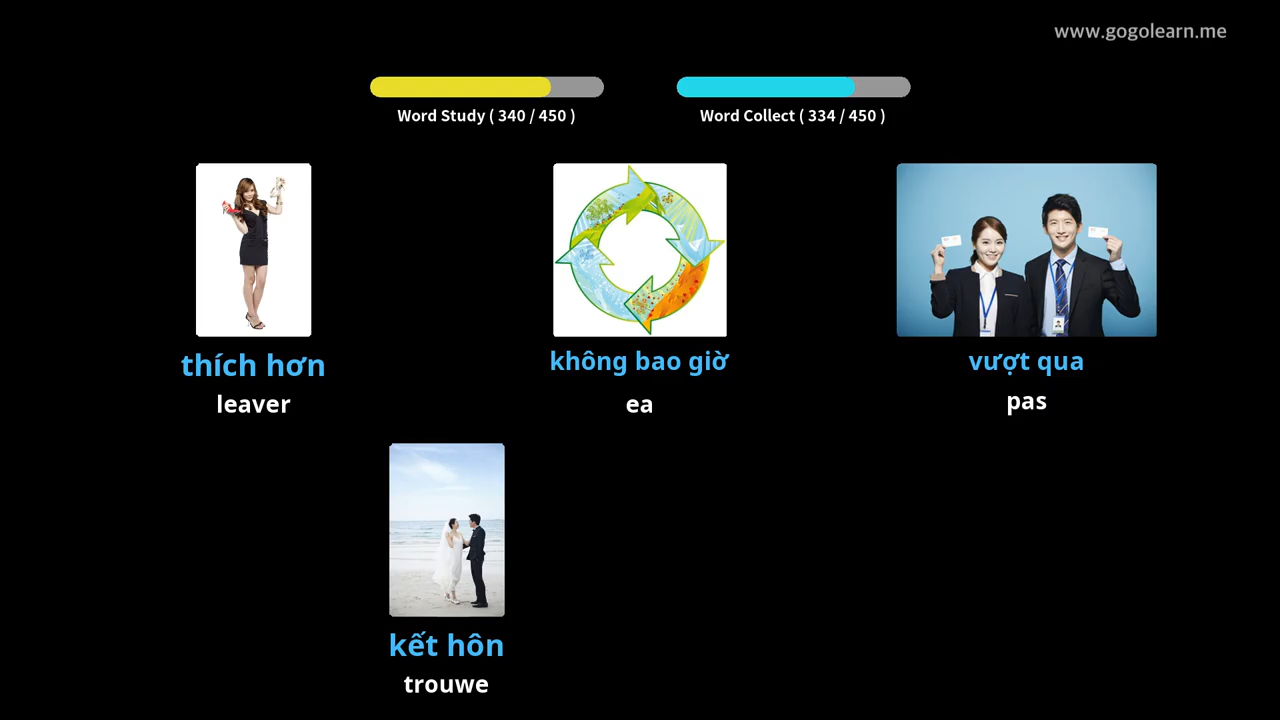 www.gogolearn.me
Word Study ( 340 / 450 )
Word Collect ( 334 / 450 )
thích hơn
leaver
không bao giờ
ea
vượt qua
pas
kết hôn
trouwe